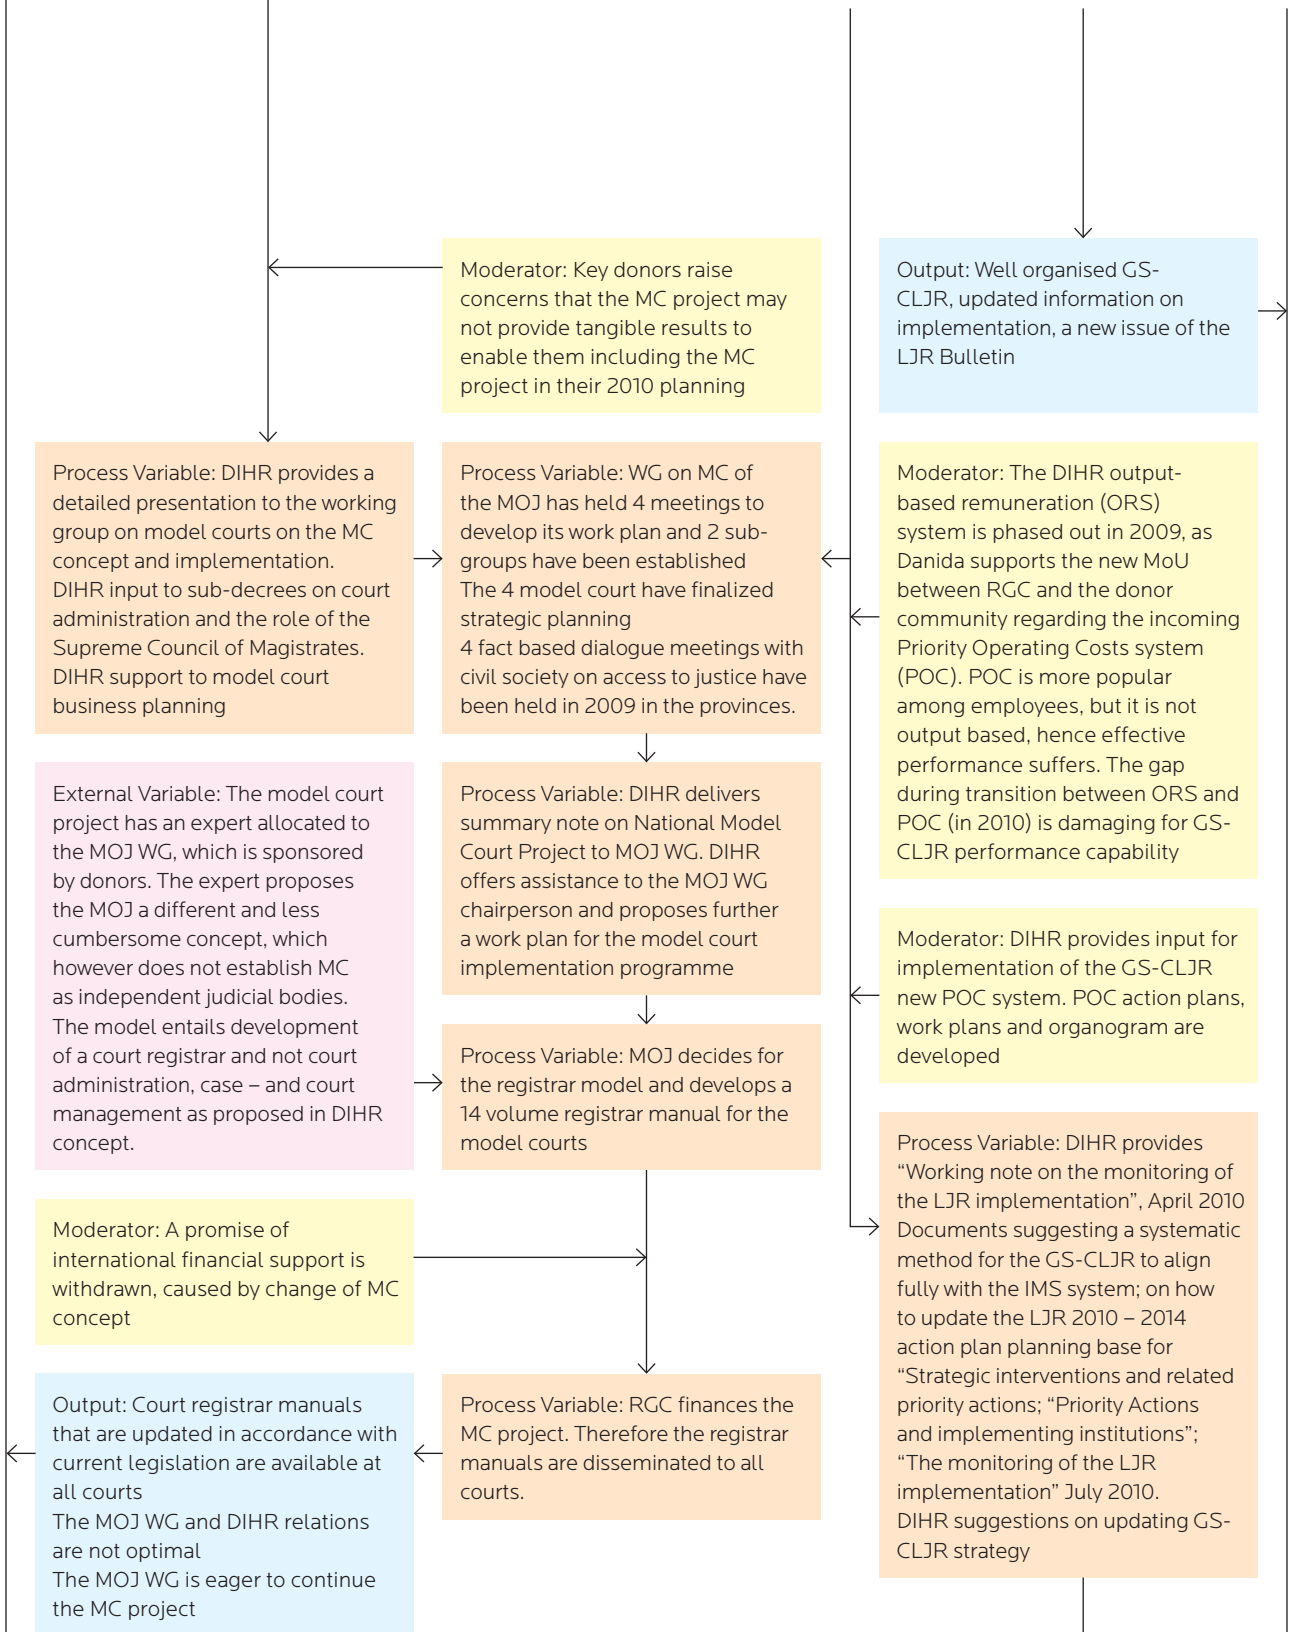 Moderator: Key donors raise
concerns that the MC project may
not provide tangible results to
enable them including the MC
project in their 2010 planning
Output: Well organised GS-
CLJR, updated information on
implementation, a new issue of the
LJR Bulletin
Process Variable: DIHR provides a
detailed presentation to the working
group on model courts on the MC
concept and implementation.
DIHR input to sub-decrees on court
administration and the role of the
Supreme Council of Magistrates.
DIHR support to model court
business planning
Process Variable: WG on MC of
the MOJ has held 4 meetings to
develop its work plan and 2 sub-
groups have been established
The 4 model court have finalized
strategic planning
4 fact based dialogue meetings with
civil society on access to justice have
been held in 2009 in the provinces.
Moderator: The DIHR output-
based remuneration (ORS)
system is phased out in 2009, as
Danida supports the new MoU
between RGC and the donor
community regarding the incoming
Priority Operating Costs system
(POC). POC is more popular
among employees, but it is not
output based, hence effective
performance suffers. The gap
during transition between ORS and
POC (in 2010) is damaging for GS-
CLJR performance capability
External Variable: The model court
project has an expert allocated to
the MOJ WG, which is sponsored
by donors. The expert proposes
the MOJ a different and less
cumbersome concept, which
however does not establish MC
as independent judicial bodies.
The model entails development
of a court registrar and not court
administration, case – and court
management as proposed in DIHR
concept.
Process Variable: DIHR delivers
summary note on National Model
Court Project to MOJ WG. DIHR
offers assistance to the MOJ WG
chairperson and proposes further
a work plan for the model court
implementation programme
Moderator: DIHR provides input for
implementation of the GS-CLJR
new POC system. POC action plans,
work plans and organogram are
developed
Process Variable: MOJ decides for
the registrar model and develops a
14 volume registrar manual for the
model courts
Process Variable: DIHR provides
“Working note on the monitoring of
the LJR implementation”, April 2010
Documents suggesting a systematic
method for the GS-CLJR to align
fully with the IMS system; on how
to update the LJR 2010 – 2014
action plan planning base for
“Strategic interventions and related
priority actions; “Priority Actions
and implementing institutions”;
“The monitoring of the LJR
implementation” July 2010.
DIHR suggestions on updating GS-
CLJR strategy
Moderator: A promise of
international financial support is
withdrawn, caused by change of MC
concept
Output: Court registrar manuals
that are updated in accordance with
current legislation are available at
all courts
The MOJ WG and DIHR relations
are not optimal
The MOJ WG is eager to continue
the MC project
Process Variable: RGC finances the
MC project. Therefore the registrar
manuals are disseminated to all
courts.